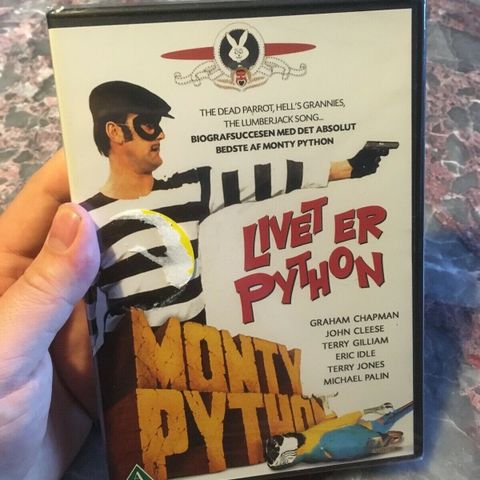 THE DEAD PARROT, HELL'S GRANNIES,
THE LUMBERJACK SONG...
BIOGRAFSUCCESEN MED DET ABSOLUT
BEDSTE AF MONTY PYTHON
LIVET ER
PYTHON
GRAHAM CHAPMAN
JOHN CLEESE
TERRY GILLIAM
ERIC IDLE
TERRY JONES
MICHAEL PALIN
MONTY
PYTHON
A